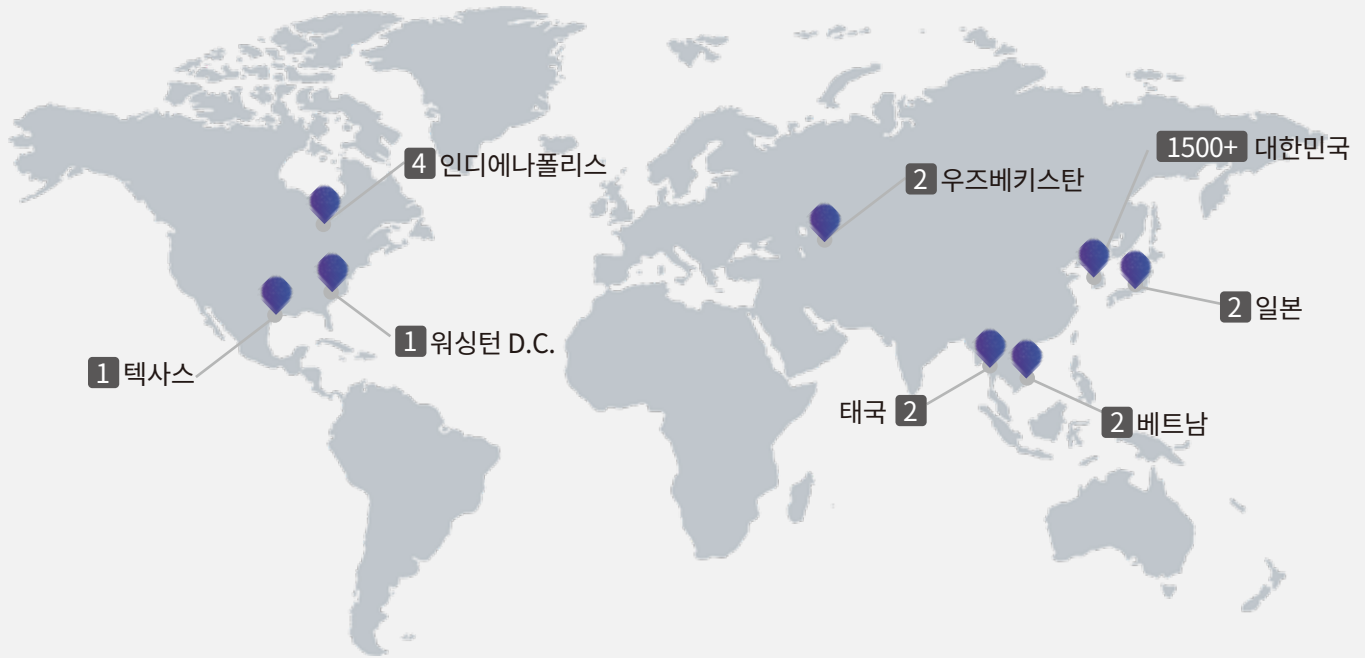 1500+ 대한민국
4 인디에나폴리스
2 우즈베키스탄
2 일본
1 워싱턴 D.C.
1 텍사스
태국 2
2 베트남